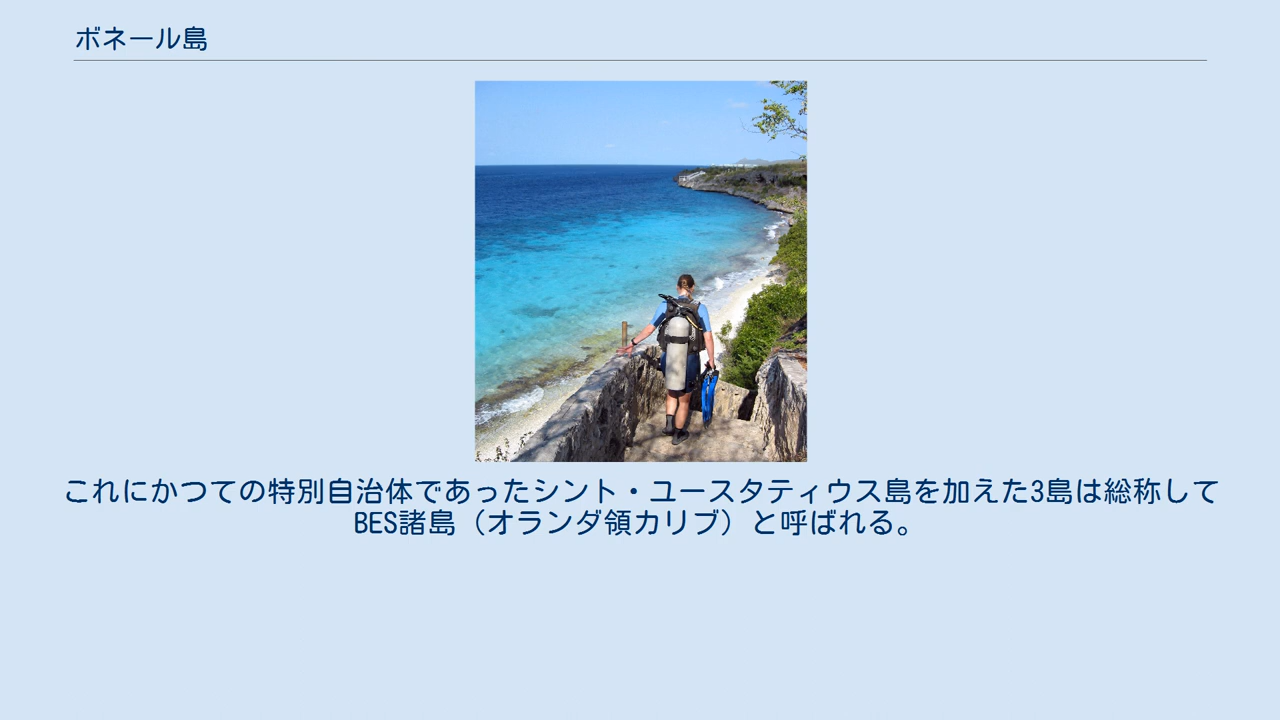 ボネール島
これにかつての特別自治体であったシント・ユースタティウス島を加えた3島は総称して
BES諸島（オランダ領カリブ）と呼ばれる。